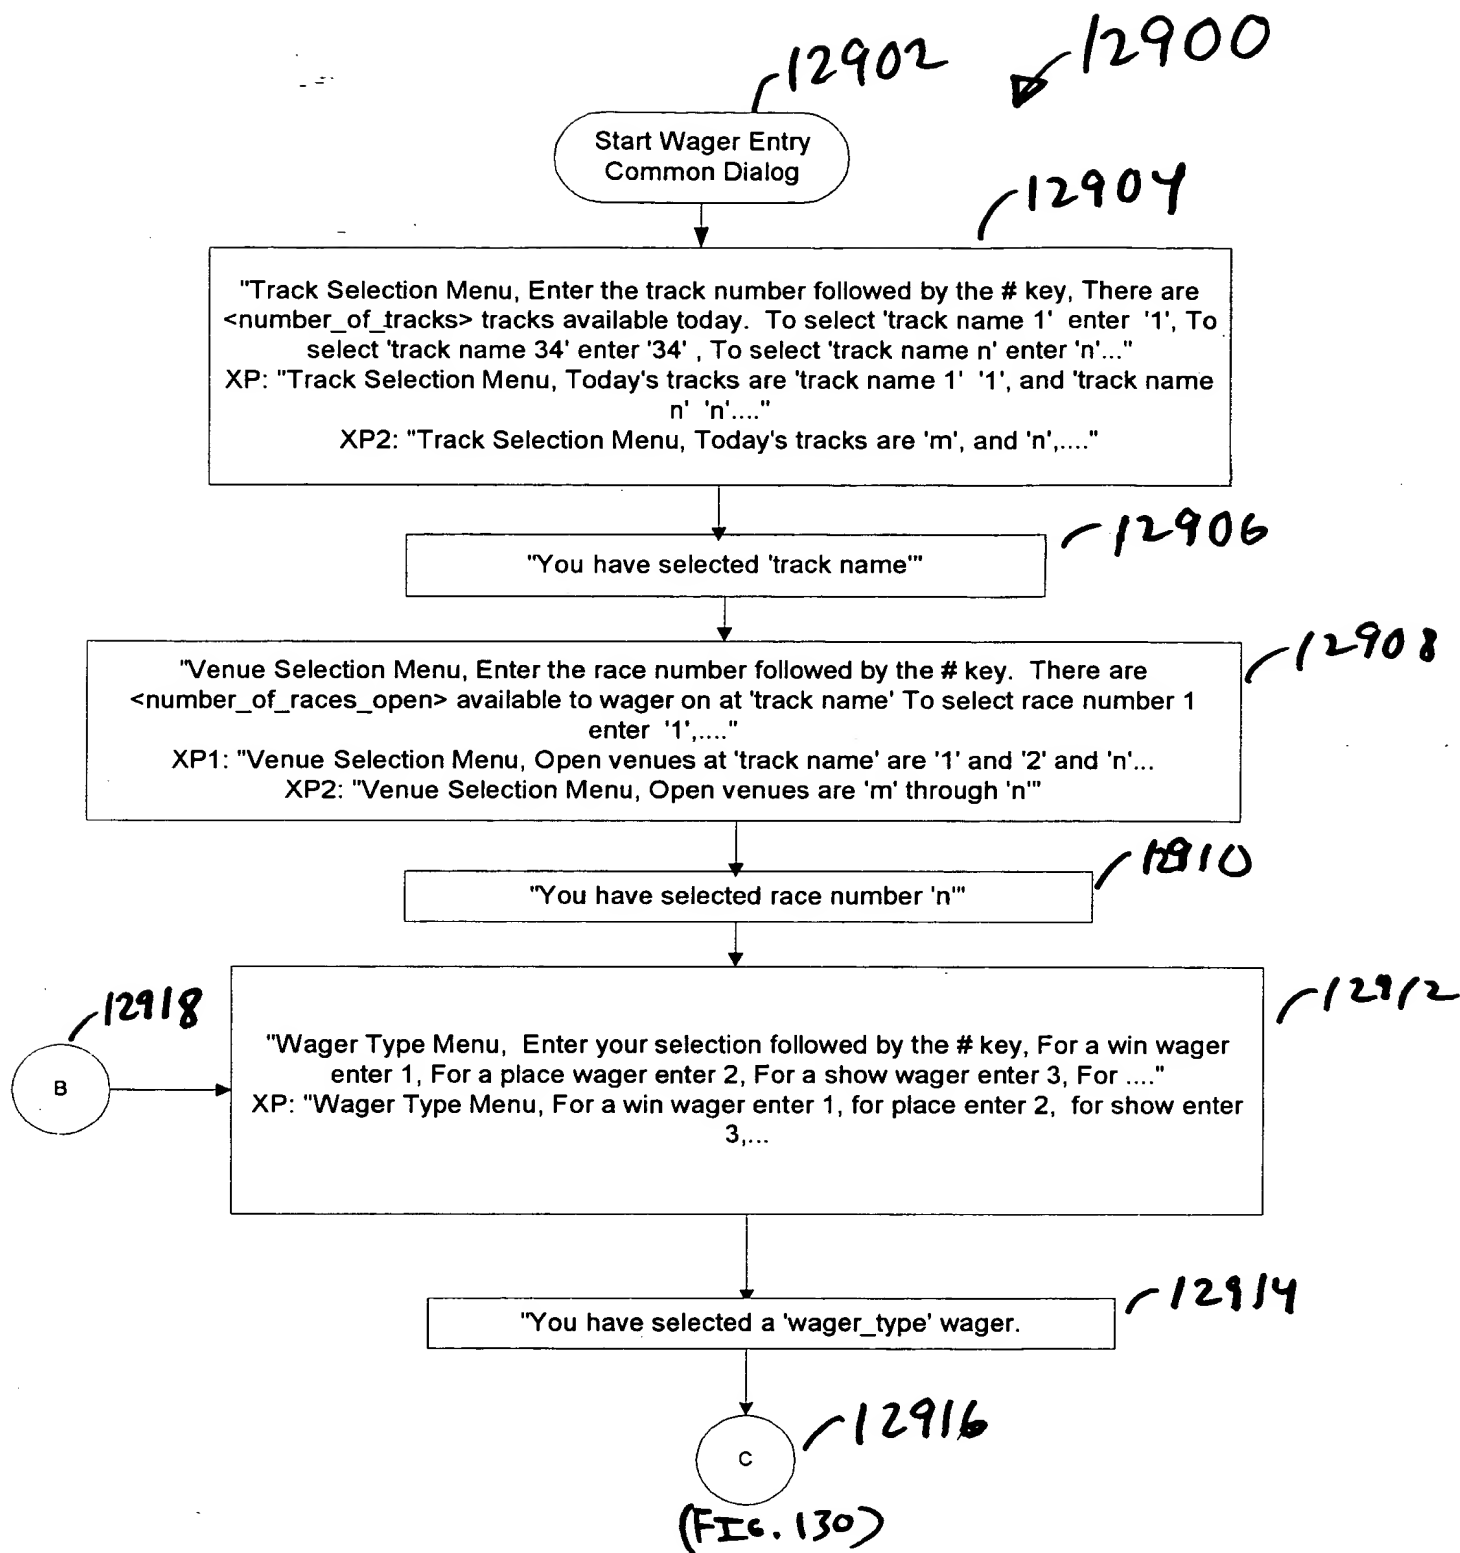 12902
12900
Start Wager Entry
Common Dialog
12904
"Track Selection Menu, Enter the track number followed by the # key, There are
<number_of_tracks> tracks available today. To select 'track name 1' enter '1', To
select 'track name 34' enter '34' , To select 'track name n' enter 'n'..."
XP: "Track Selection Menu, Today's tracks are 'track name 1' '1', and 'track name
n' 'n'...."
XP2: "Track Selection Menu, Today's tracks are 'm', and 'n',...."
12906
"You have selected 'track name'"
12908
"Venue Selection Menu, Enter the race number followed by the # key. There are
<number_of_races_open> available to wager on at 'track name' To select race number 1
enter '1',...."
XP1: "Venue Selection Menu, Open venues at 'track name' are '1' and '2' and 'n'...
XP2: "Venue Selection Menu, Open venues are 'm' through 'n'"
12910
"You have selected race number 'n'"
12918
12912
B
"Wager Type Menu, Enter your selection followed by the # key, For a win wager
enter 1, For a place wager enter 2, For a show wager enter 3, For ...."
XP: "Wager Type Menu, For a win wager enter 1, for place enter 2, for show enter
3,...
12914
"You have selected a 'wager_type' wager.
12916
C
(FIG. 130)